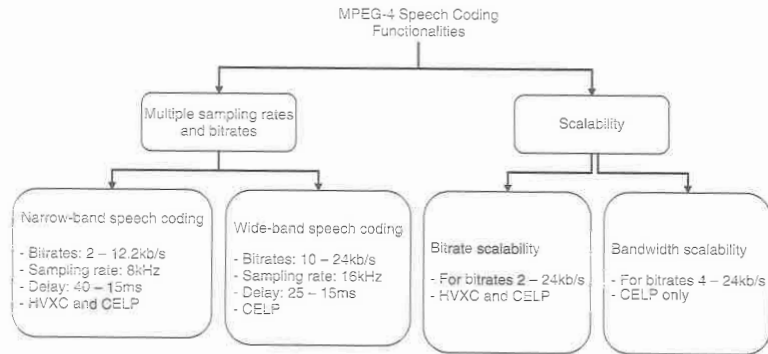 MPEG-4 Speech Coding
Functionalities
Multiple sampling rates
and bitrates
Scalability
Narrow-band speech coding
- Bitrates: 2 – 12.2kb/s
- Sampling rate: 8kHz
- Delay: 40 – 15ms
- HVXC and CELP
Wide-band speech coding
- Bitrates: 10 – 24kb/s
- Sampling rate: 16kHz
- Delay: 25 – 15ms
- CELP
Bitrate scalability
- For bitrates 2 – 24kb/s
- HVXC and CELP
Bandwidth scalability
- For bitrates 4 – 24kb/s
- CELP only